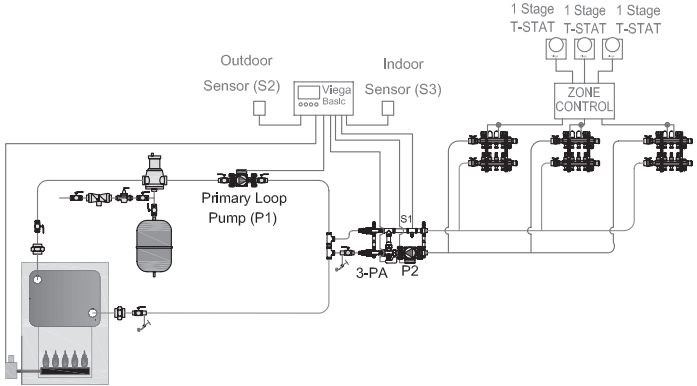 1 Stage 1 Stage 1 Stage
T-STAT T-STAT T-STAT
Outdoor
Sensor (S2)
Viega
Basic
Indoor
Sensor (S3)
ZONE
CONTROL
Primary Loop
Pump (P1)
S1
3-PA
P2